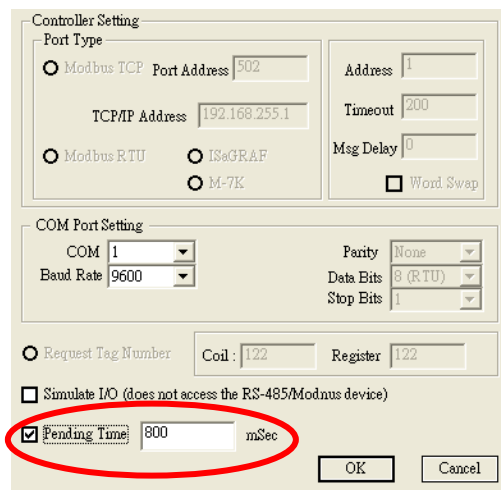 Controller Setting
Port Type
Modbus TCP Port Address 502
TCP/IP Address 192.168.255.1
Modbus RTU ISaGRAF
M-7K
Address 1
Timeout 200
Msg Delay 0
Word Swap
COM Port Setting
COM 1
Baud Rate 9600
Parity None
Data Bits 8 (RTU)
Stop Bits 1
Request Tag Number Coil : 122 Register 122
Simulate I/O (does not access the RS-485/Modnus device)
Pending Time 800 mSec
OK Cancel